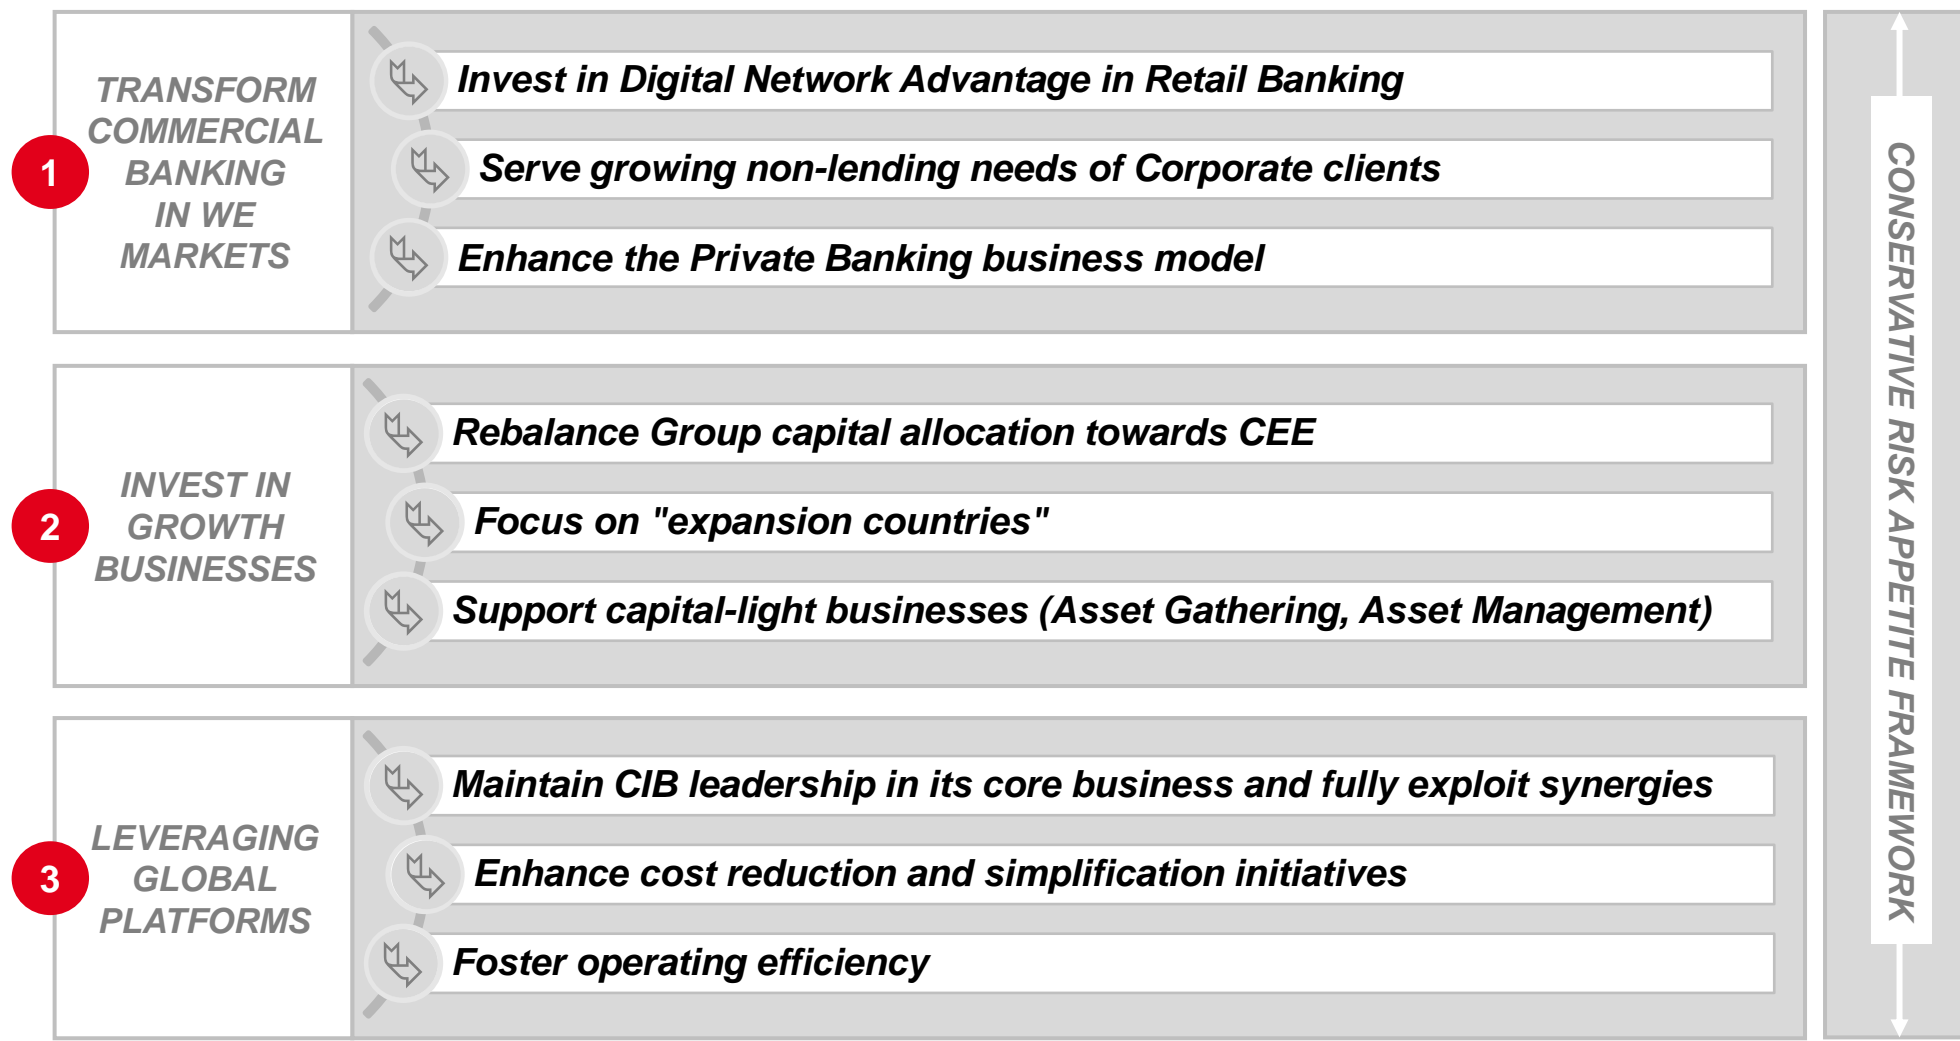 1
TRANSFORM
COMMERCIAL
BANKING
IN WE
MARKETS
Invest in Digital Network Advantage in Retail Banking
Serve growing non-lending needs of Corporate clients
Enhance the Private Banking business model
2
INVEST IN
GROWTH
BUSINESSES
Rebalance Group capital allocation towards CEE
Focus on "expansion countries"
Support capital-light businesses (Asset Gathering, Asset Management)
3
LEVERAGING
GLOBAL
PLATFORMS
Maintain CIB leadership in its core business and fully exploit synergies
Enhance cost reduction and simplification initiatives
Foster operating efficiency
CONSERVATIVE RISK APPETITE FRAMEWORK